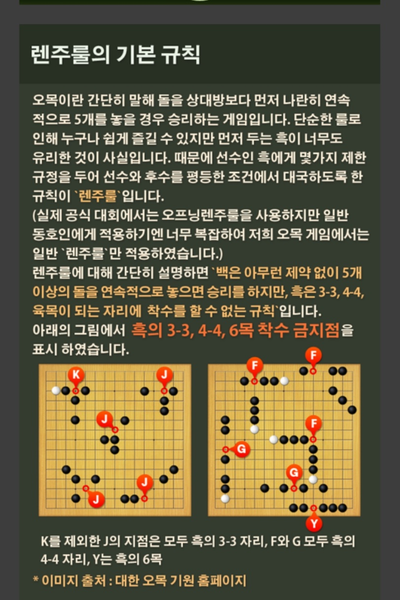 렌주룰의 기본 규칙
오목이란 간단히 말해 돌을 상대방보다 먼저 나란히 연속
적으로 5개를 놓을 경우 승리하는 게임입니다. 단순한 룰로
인해 누구나 쉽게 즐길 수 있지만 먼저 두는 흑이 너무도
유리한 것이 사실입니다. 때문에 선수인 흑에게 몇가지 제한
규정을 두어 선수와 후수를 평등한 조건에서 대국하도록 한
규칙이 `렌주룰`입니다.
(실제 공식 대회에서는 오프닝렌주룰을 사용하지만 일반
동호인에게 적용하기엔 너무 복잡하여 저희 오목 게임에서는
일반 `렌주룰`만 적용하였습니다.)
렌주룰에 대해 간단히 설명하면 `백은 아무런 제약 없이 5개
이상의 돌을 연속적으로 놓으면 승리를 하지만, 흑은 3-3, 4-4,
육목이 되는 자리에 착수를 할 수 없는 규칙`입니다.
아래의 그림에서 흑의 3-3, 4-4, 6목 착수 금지점을
표시 하였습니다.
K J F F
J F
G
J J G
Y
K를 제외한 J의 지점은 모두 흑의 3-3 자리, F와 G 모두 흑의
4-4 자리, Y는 흑의 6목
* 이미지 출처 : 대한 오목 기원 홈페이지